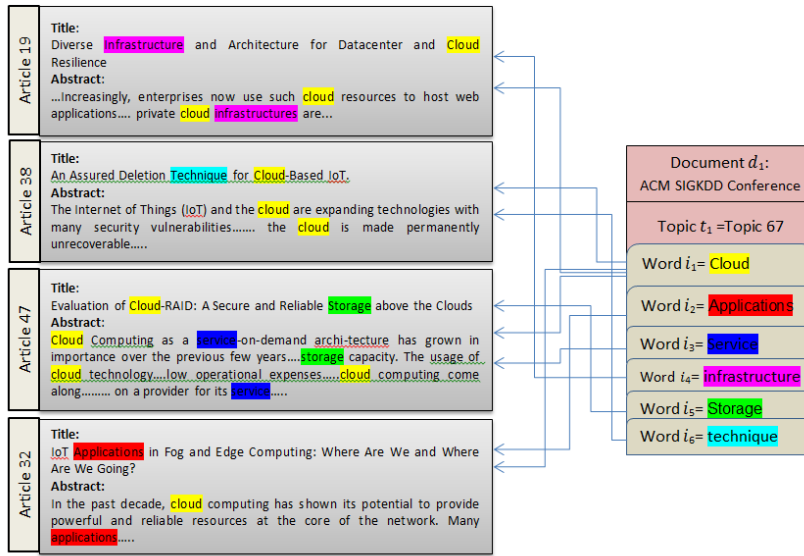 Article 19
Title:
Diverse Infrastructure and Architecture for Datacenter and Cloud
Resilience
Abstract:
…Increasingly, enterprises now use such cloud resources to host web
applications…. private cloud infrastructures are...
Article 38
Title:
An Assured Deletion Technique for Cloud-Based IoT.
Abstract:
The Internet of Things (IoT) and the cloud are expanding technologies with
many security vulnerabilities……. the cloud is made permanently
unrecoverable…..
Article 47
Title:
Evaluation of Cloud-RAID: A Secure and Reliable Storage above the Clouds
Abstract:
Cloud Computing as a service-on-demand archi-tecture has grown in
importance over the previous few years….storage capacity. The usage of
cloud technology….low operational expenses…..cloud computing come
along……… on a provider for its service…..
Article 32
Title:
IoT Applications in Fog and Edge Computing: Where Are We and Where
Are We Going?
Abstract:
In the past decade, cloud computing has shown its potential to provide
powerful and reliable resources at the core of the network. Many
applications…..
Document d₁:
ACM SIGKDD Conference
Topic t₁ =Topic 67
Word i₁= Cloud
Word i₂= Applications
Word i₃= Service
Word i₄= infrastructure
Word i₅= Storage
Word i₆= technique